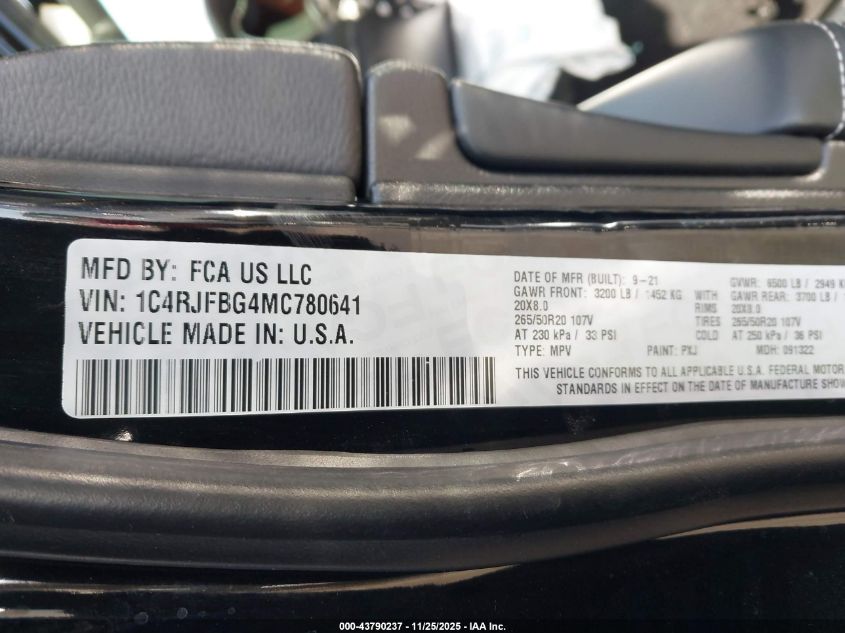 MFD BY: FCA US LLC
VIN: 1C4RJFBG4MC780641
VEHICLE MADE IN: U.S.A.
DATE OF MFR (BUILT): 9-21
GAWR FRONT: 3200 LB / 1452 KG
20X8.0
265/50R20 107V
AT 230 kPa / 33 PSI
TYPE: MPV PAINT: PXJ MDH: 091322
GVWR: 6500 LB / 2949 K
GAWR REAR: 3700 LB /
RIMS 20X8.0
TIRES 265/50R20 107V
COLD AT 250 kPa / 36 PSI
THIS VEHICLE CONFORMS TO ALL APPLICABLE U.S.A. FEDERAL MOTOR
STANDARDS IN EFFECT ON THE DATE OF MANUFACTURE SHOW
000-43790237 - 11/25/2025 - IAA Inc.